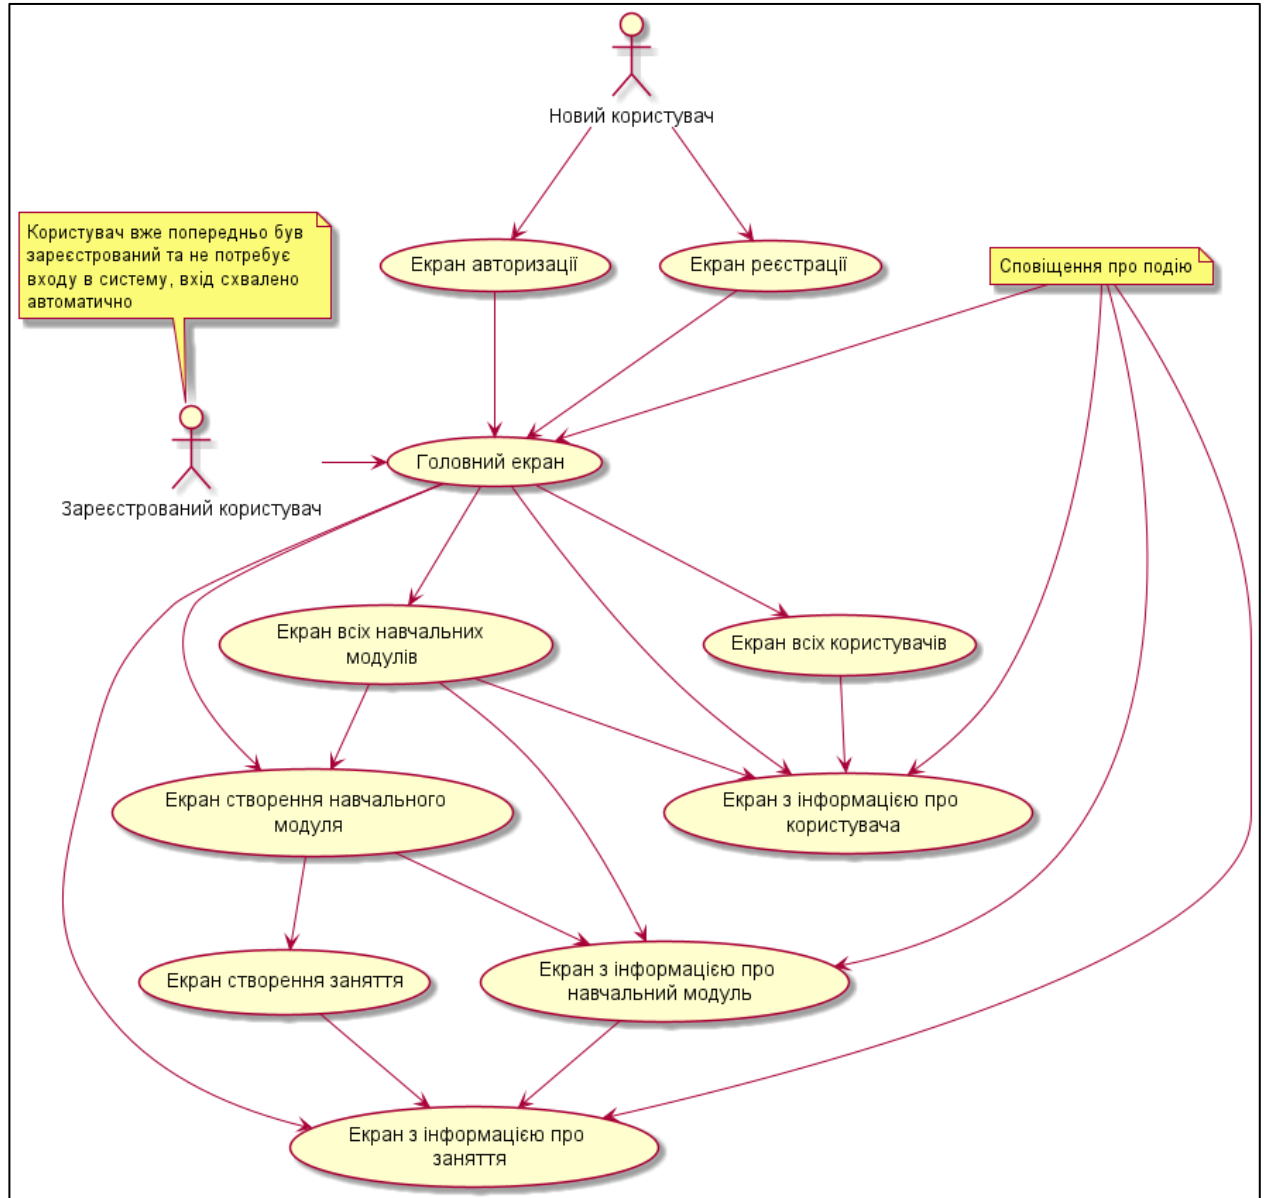 Новий користувач
Користувач вже попередньо був
зареєстрований та не потребує
входу в систему, вхід схвалено
автоматично
Екран авторизації
Екран реєстрації
Сповіщення про подію
Головний екран
Зареєстрований користувач
Екран всіх навчальних
модулів
Екран всіх користувачів
Екран створення навчального
модуля
Екран з інформацією про
користувача
Екран створення заняття
Екран з інформацією про
навчальний модуль
Екран з інформацією про
заняття